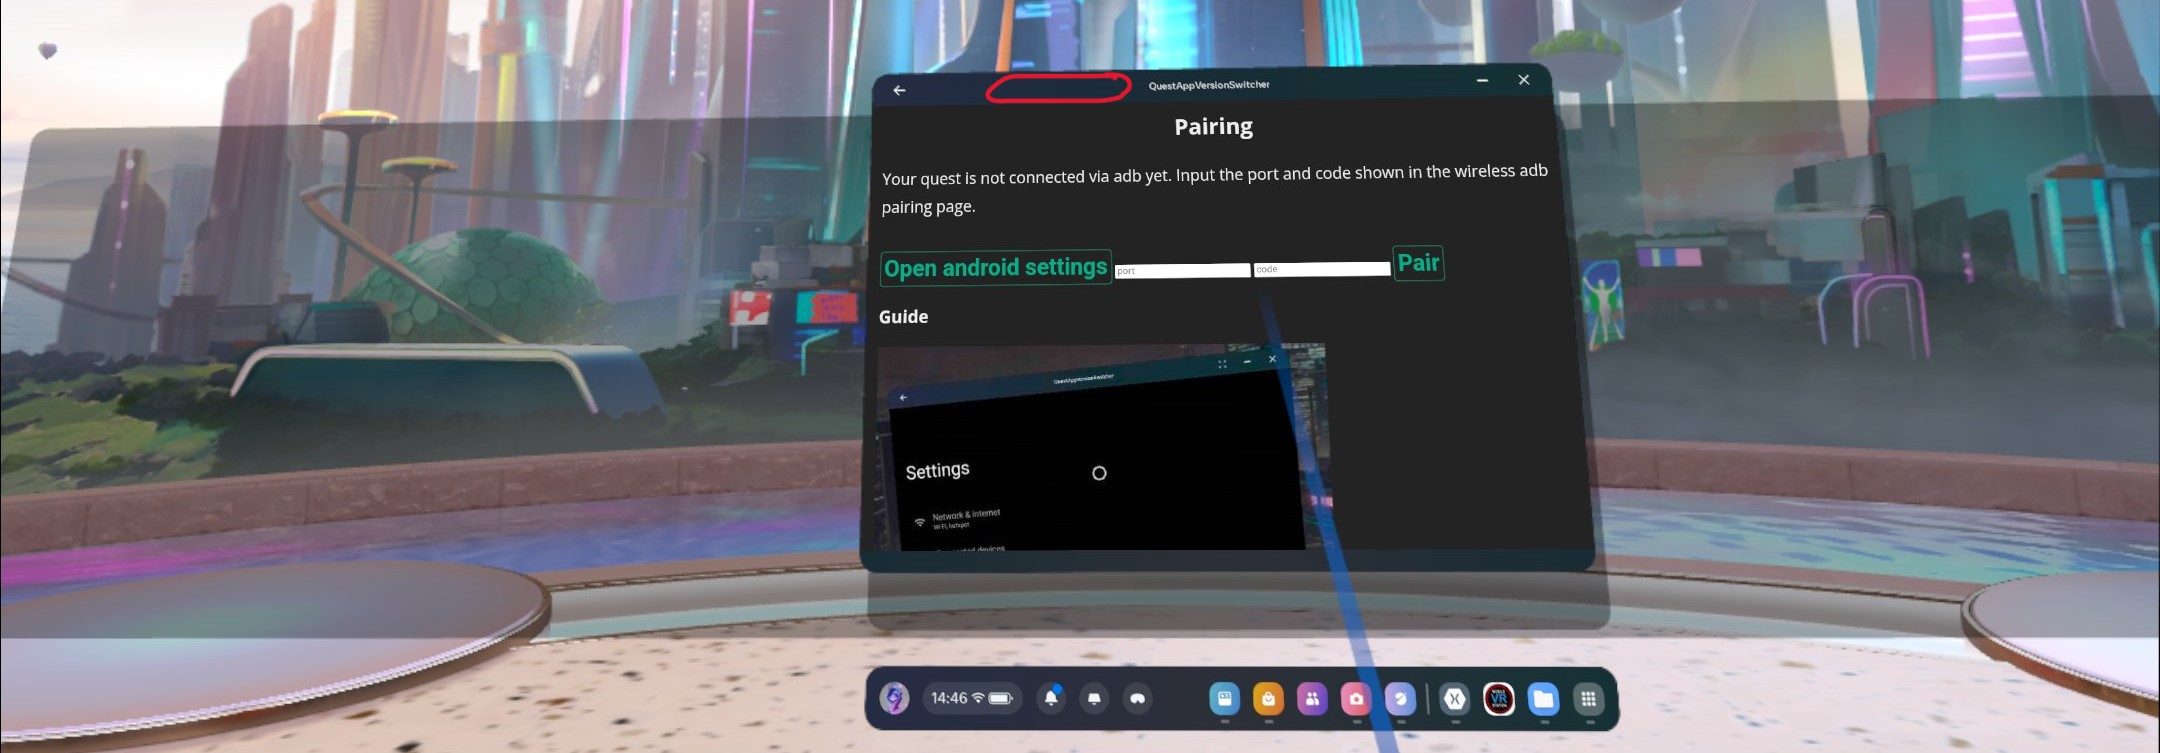 QuestAppVersionSwitcher
Pairing
Your quest is not connected via adb yet. Input the port and code shown in the wireless adb
pairing page.
Open android settings port code Pair
Guide
QuestAppVersionSwitcher
Settings
Network & internet
Wi-Fi, hotspot
14:46
VR